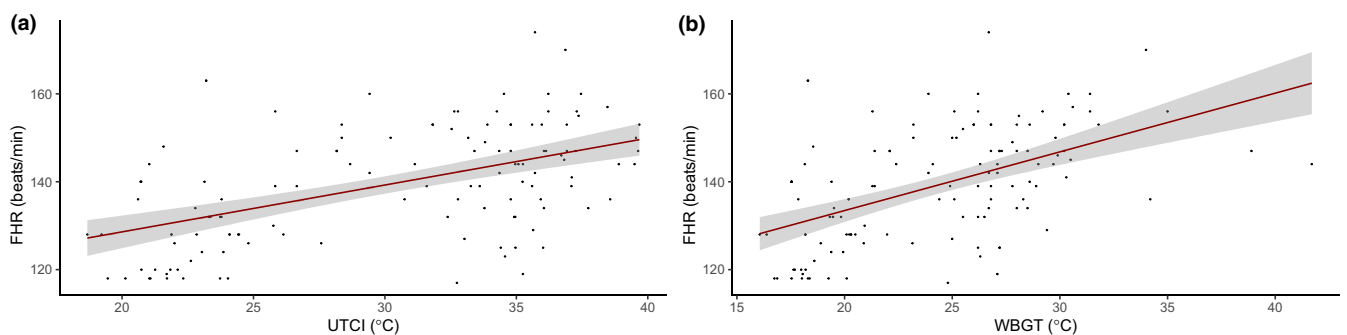 (a)
FHR (beats/min)
160
140
120
20 25 30 35 40
UTCI (°C)
(b)
FHR (beats/min)
160
140
120
15 20 25 30 35 40
WBGT (°C)